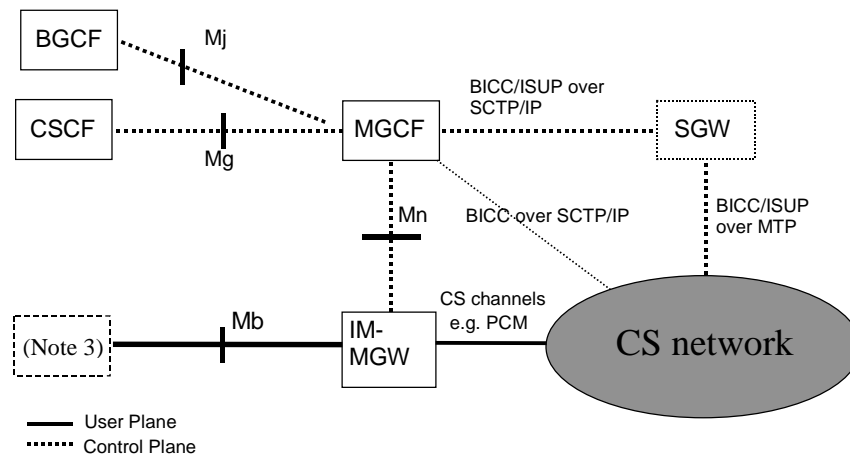 BGCF
Mj
BICC/ISUP over
SCTP/IP
CSCF
Mg
MGCF
SGW
Mn
BICC over SCTP/IP
BICC/ISUP
over MTP
(Note 3)
Mb
IM-
MGW
CS channels
e.g. PCM
CS network
User Plane
Control Plane